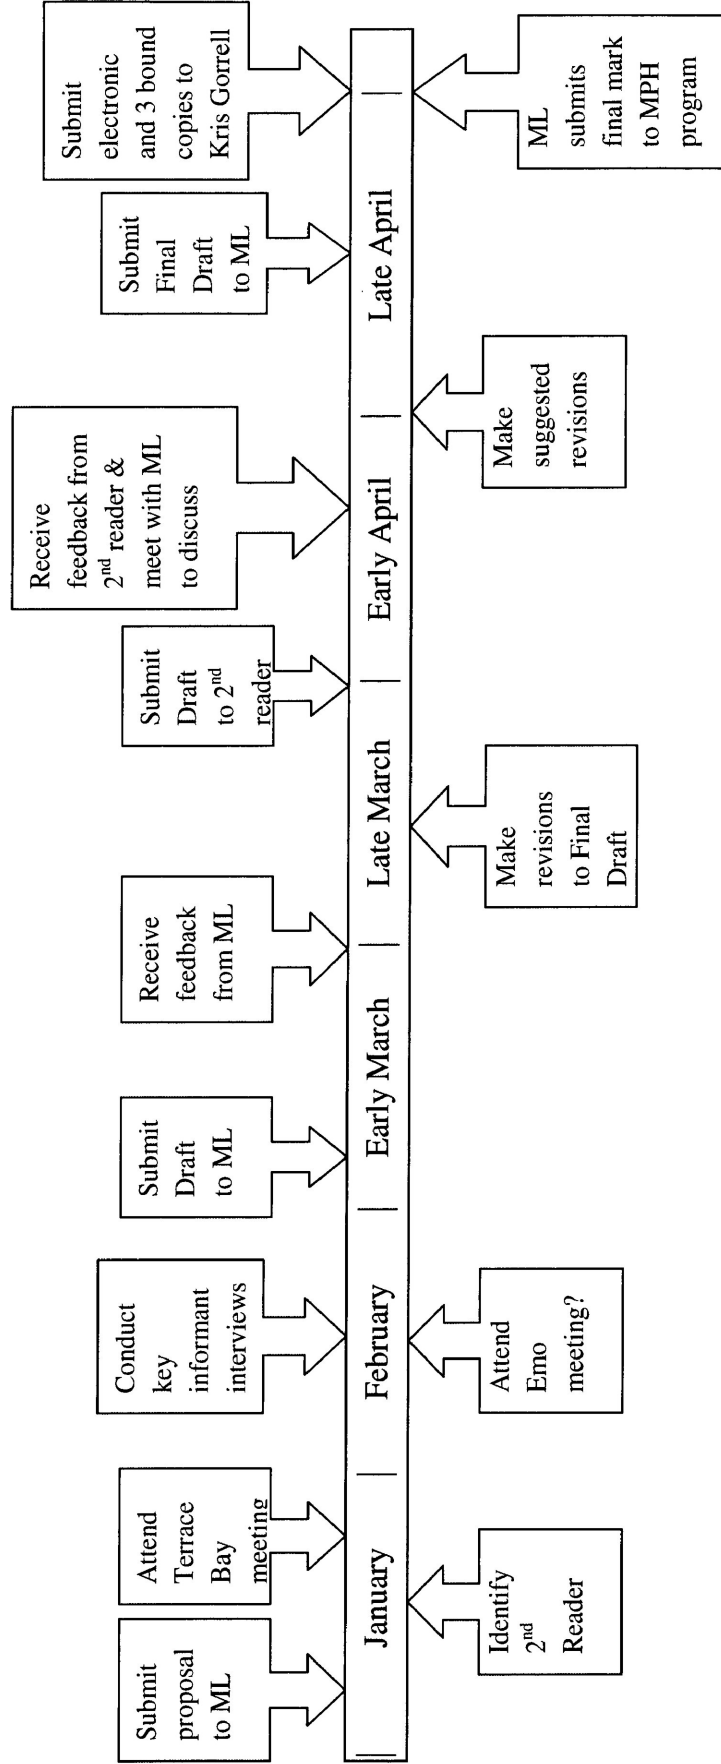 Submit
proposal
to ML
Attend
Terrace
Bay
meeting
Conduct
key
informant
interviews
Submit
Draft
to ML
Receive
feedback
from ML
Submit
Draft
to 2nd
reader
Receive
feedback from
2nd reader &
meet with ML
to discuss
Submit
Final
Draft
to ML
Submit
electronic
and 3 bound
copies to
Kris Gorrell
January
February
Early March
Late March
Early April
Late April
Identify
2nd
Reader
Attend
Emo
meeting?
Make
revisions
to Final
Draft
Make
suggested
revisions
ML
submits
final mark
to MPH
program